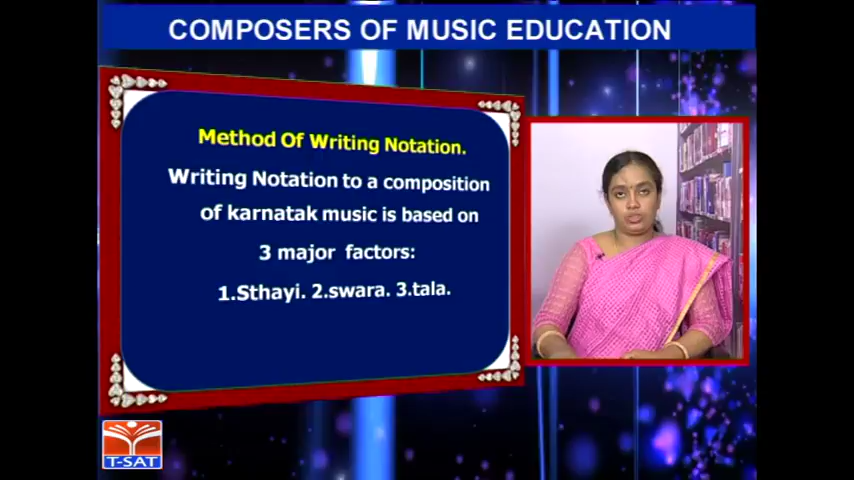 COMPOSERS OF MUSIC EDUCATION
Method Of Writing Notation.
Writing Notation to a composition
of karnatak music is based on
3 major factors:
1.Sthayi. 2.swara. 3.tala.
T-SAT